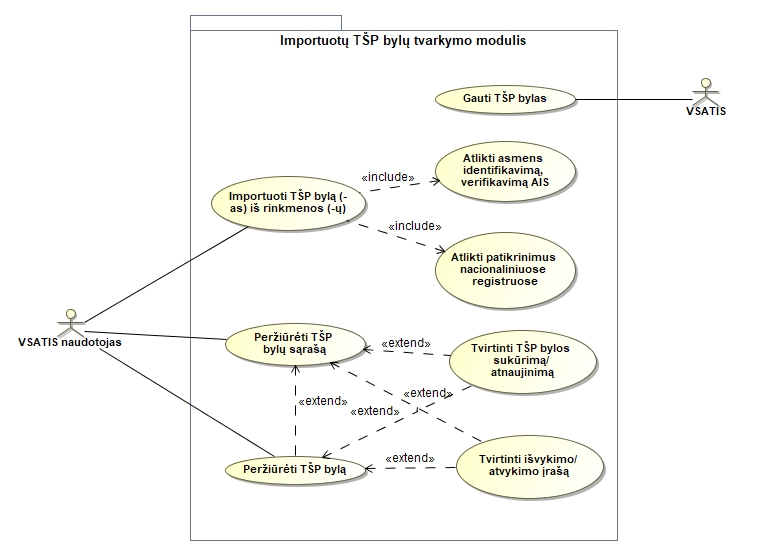 Importuotų TŠP bylų tvarkymo modulis
Gauti TŠP bylas
VSATIS
Atlikti asmens
identifikavimą,
verifikavimą AIS
«include»
Importuoti TŠP bylą (-
as) iš rinkmenos (-ų)
«include»
Atlikti patikrinimus
nacionaliniuose
registruose
VSATIS naudotojas
Peržiūrėti TŠP
bylų sąrašą
«extend»
Tvirtinti TŠP bylos
sukūrimą/
atnaujinimą
«extend»
«extend»
«extend»
Peržiūrėti TŠP bylą
«extend»
Tvirtinti išvykimo/
atvykimo įrašą